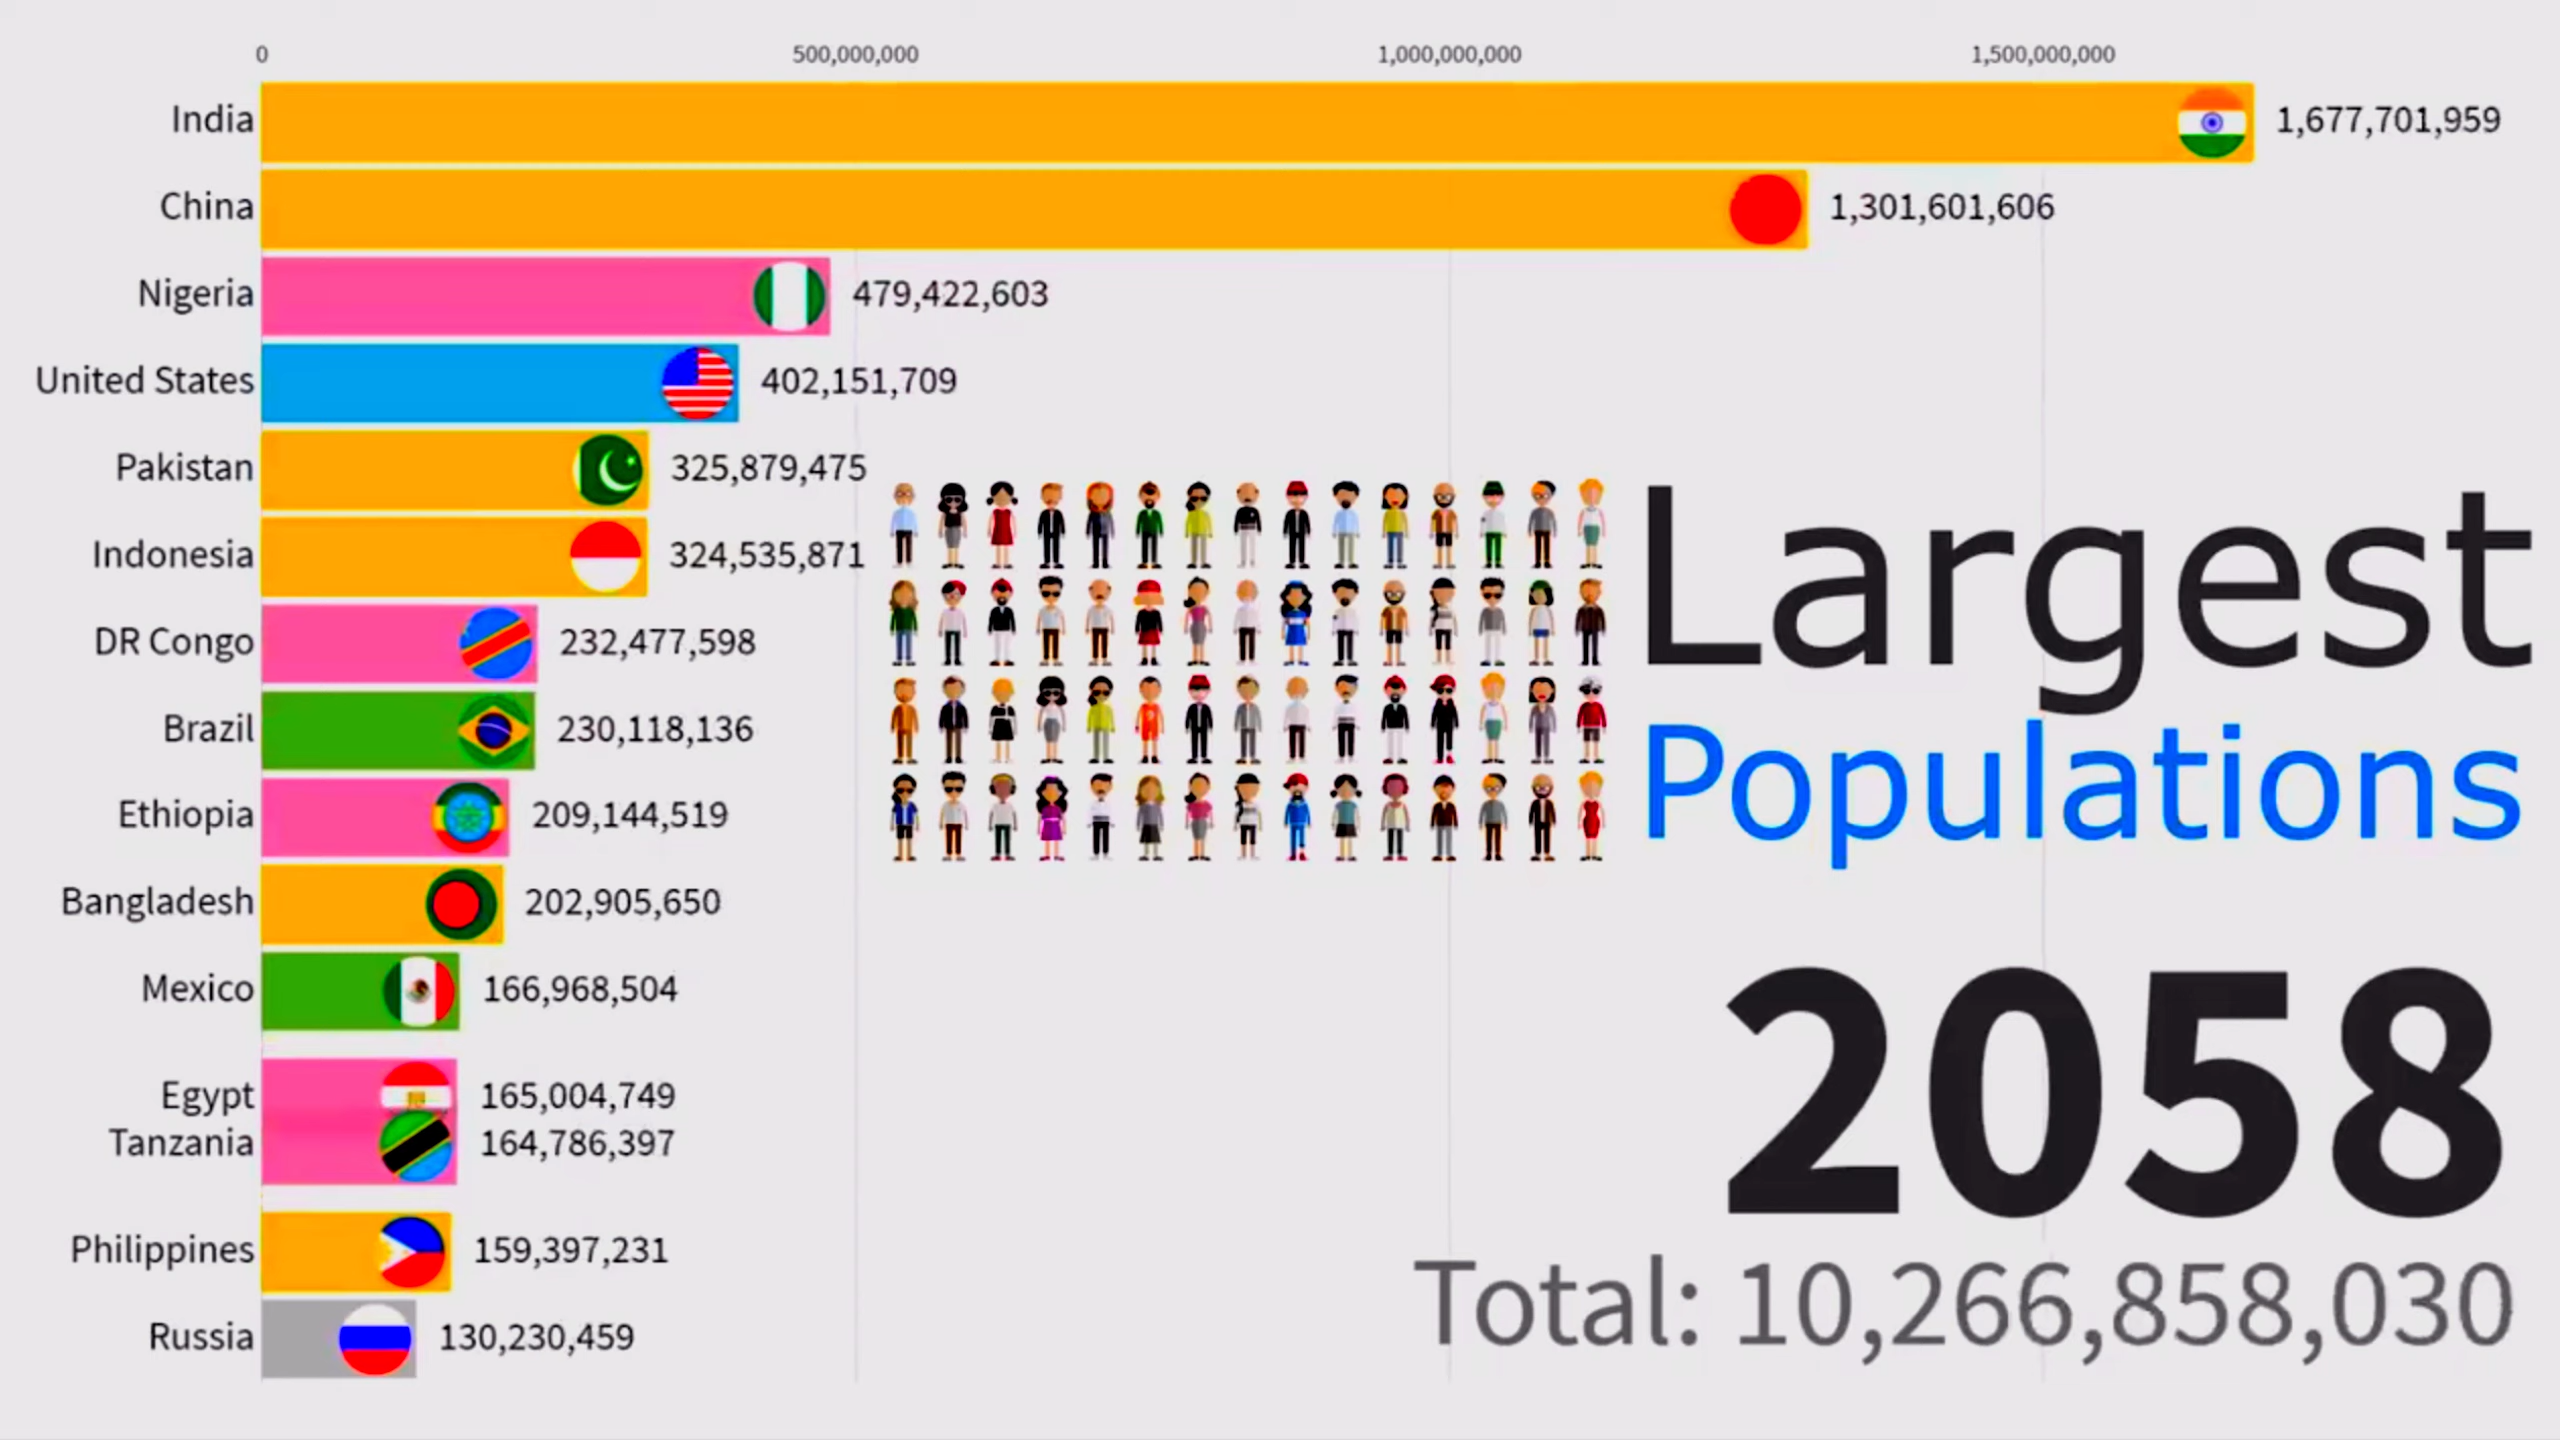 0 500,000,000 1,000,000,000 1,500,000,000
India 1,677,701,959
China 1,301,601,606
Nigeria 479,422,603
United States 402,151,709
Pakistan 325,879,475
Indonesia 324,535,871
DR Congo 232,477,598
Brazil 230,118,136
Ethiopia 209,144,519
Bangladesh 202,905,650
Mexico 166,968,504
Egypt 165,004,749
Tanzania 164,786,397
Philippines 159,397,231
Russia 130,230,459
Largest
Populations
2058
Total: 10,266,858,030